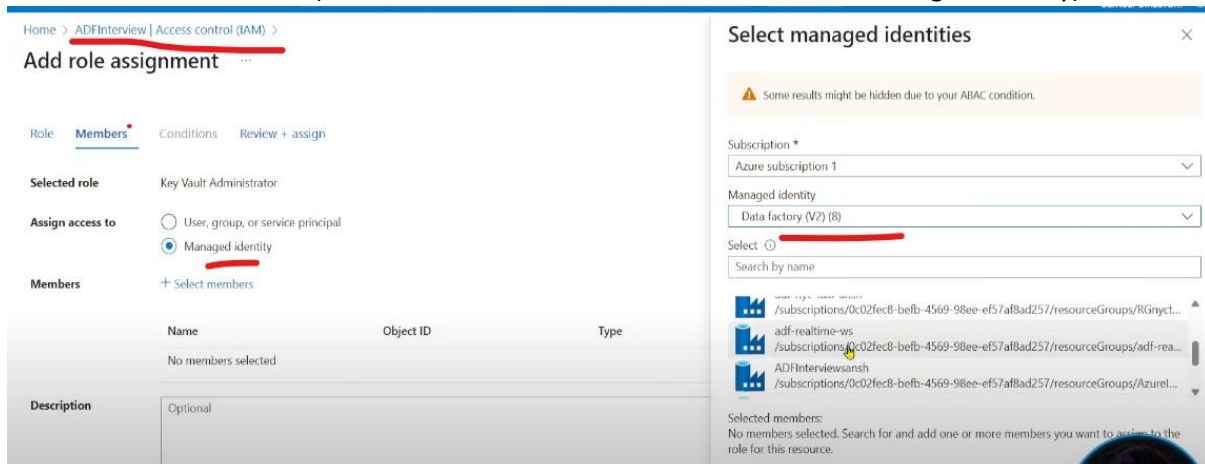 Home > ADFInterview | Access control (IAM) >
Add role assignment ...
Role Members Conditions Review + assign
Selected role Key Vault Administrator
Assign access to User, group, or service principal
Managed identity
Members + Select members
Name Object ID Type
No members selected
Description Optional
Select managed identities
Some results might be hidden due to your ABAC condition.
Subscription *
Azure subscription 1
Managed identity
Data factory (V2) (8)
Select
Search by name
/subscriptions/0c02fec8-befb-4569-98ee-ef57af8ad257/resourceGroups/RGnyct...
adf-realtime-ws
/subscriptions/0c02fec8-befb-4569-98ee-ef57af8ad257/resourceGroups/adf-rea...
ADFInterviewsansh
/subscriptions/0c02fec8-befb-4569-98ee-ef57af8ad257/resourceGroups/AzureI...
Selected members:
No members selected. Search for and add one or more members you want to assign to the
role for this resource.